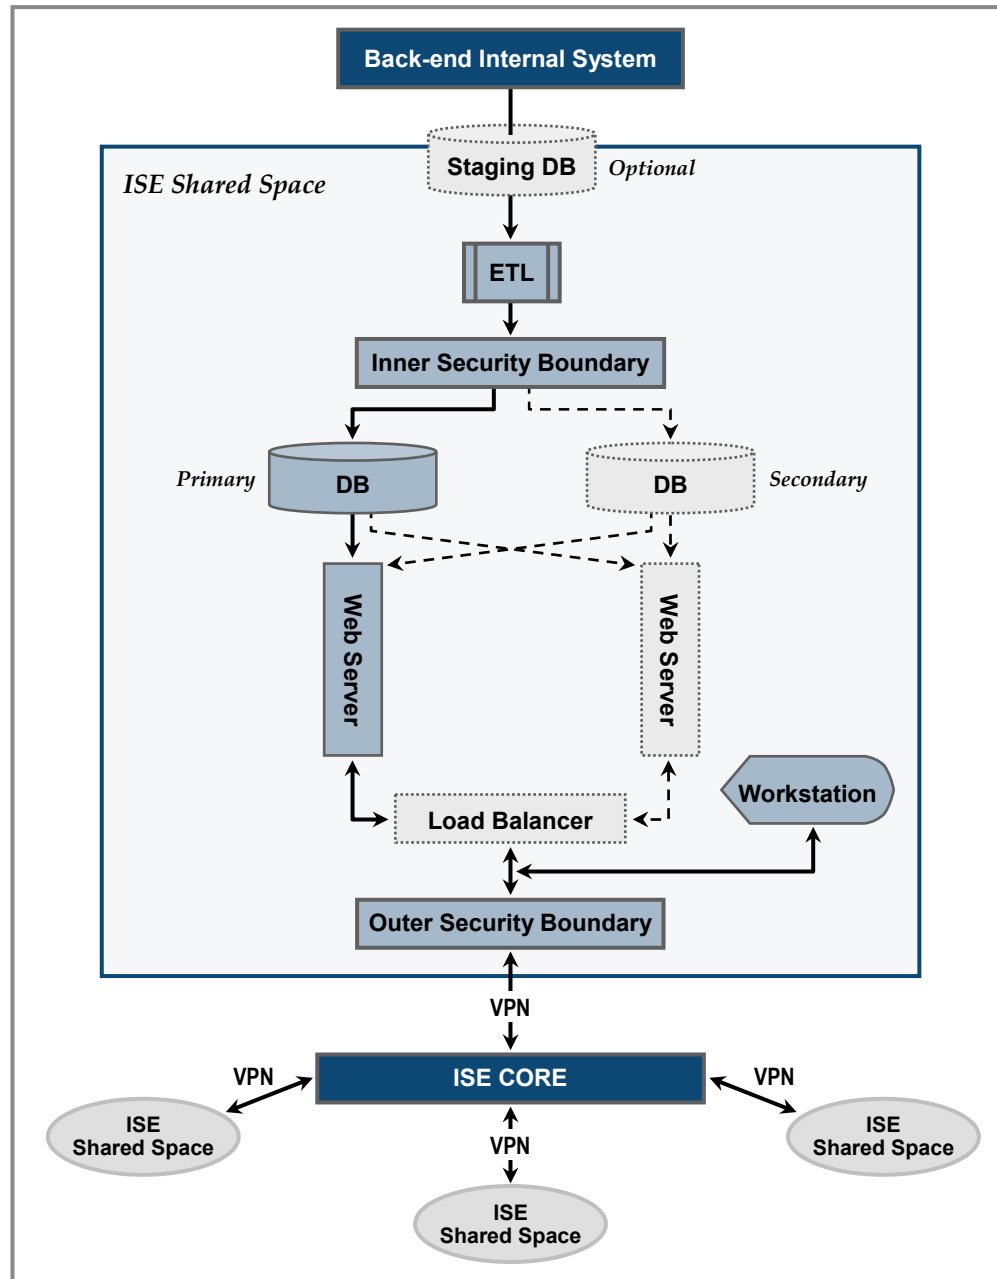 Back-end Internal System
Staging DB
Optional
ISE Shared Space
ETL
Inner Security Boundary
Primary
DB
DB
Secondary
Web Server
Web Server
Workstation
Load Balancer
Outer Security Boundary
VPN
ISE CORE
VPN
VPN
ISE
Shared Space
VPN
ISE
Shared Space
ISE
Shared Space